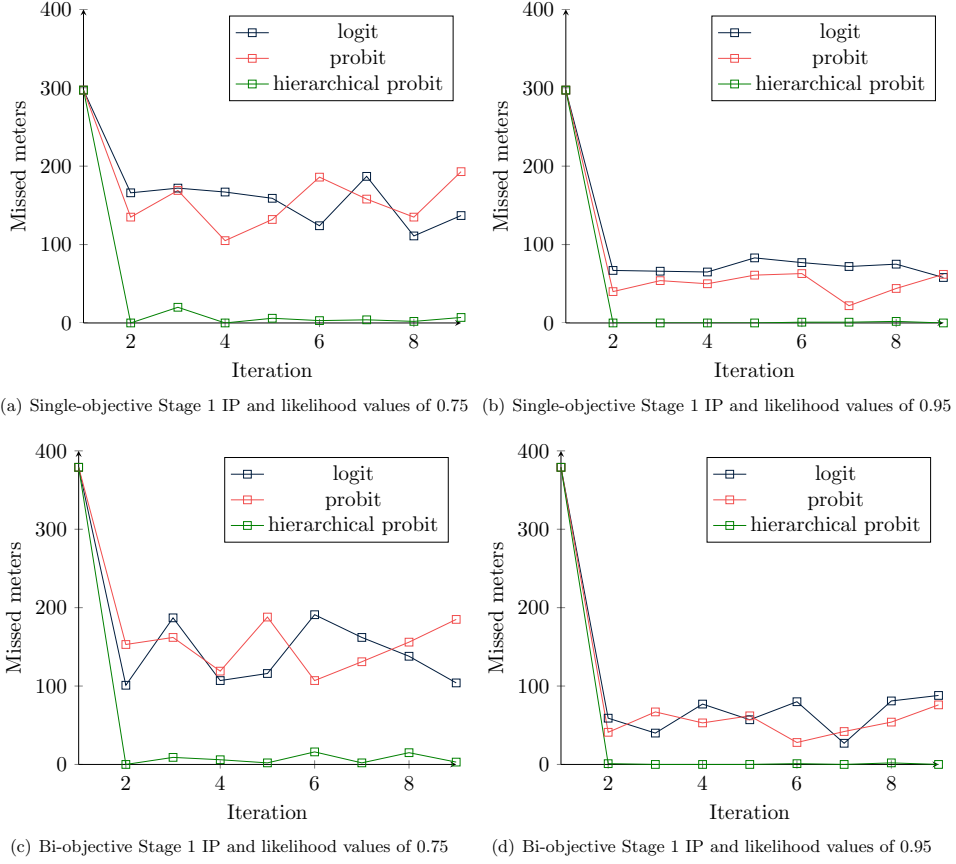 400
300
200
100
0
Missed meters
2
4
6
8
Iteration
logit
probit
hierarchical probit
(a) Single-objective Stage 1 IP and likelihood values of 0.75
400
300
200
100
0
Missed meters
2
4
6
8
Iteration
logit
probit
hierarchical probit
(b) Single-objective Stage 1 IP and likelihood values of 0.95
400
300
200
100
0
Missed meters
2
4
6
8
Iteration
logit
probit
hierarchical probit
(c) Bi-objective Stage 1 IP and likelihood values of 0.75
400
300
200
100
0
Missed meters
2
4
6
8
Iteration
logit
probit
hierarchical probit
(d) Bi-objective Stage 1 IP and likelihood values of 0.95